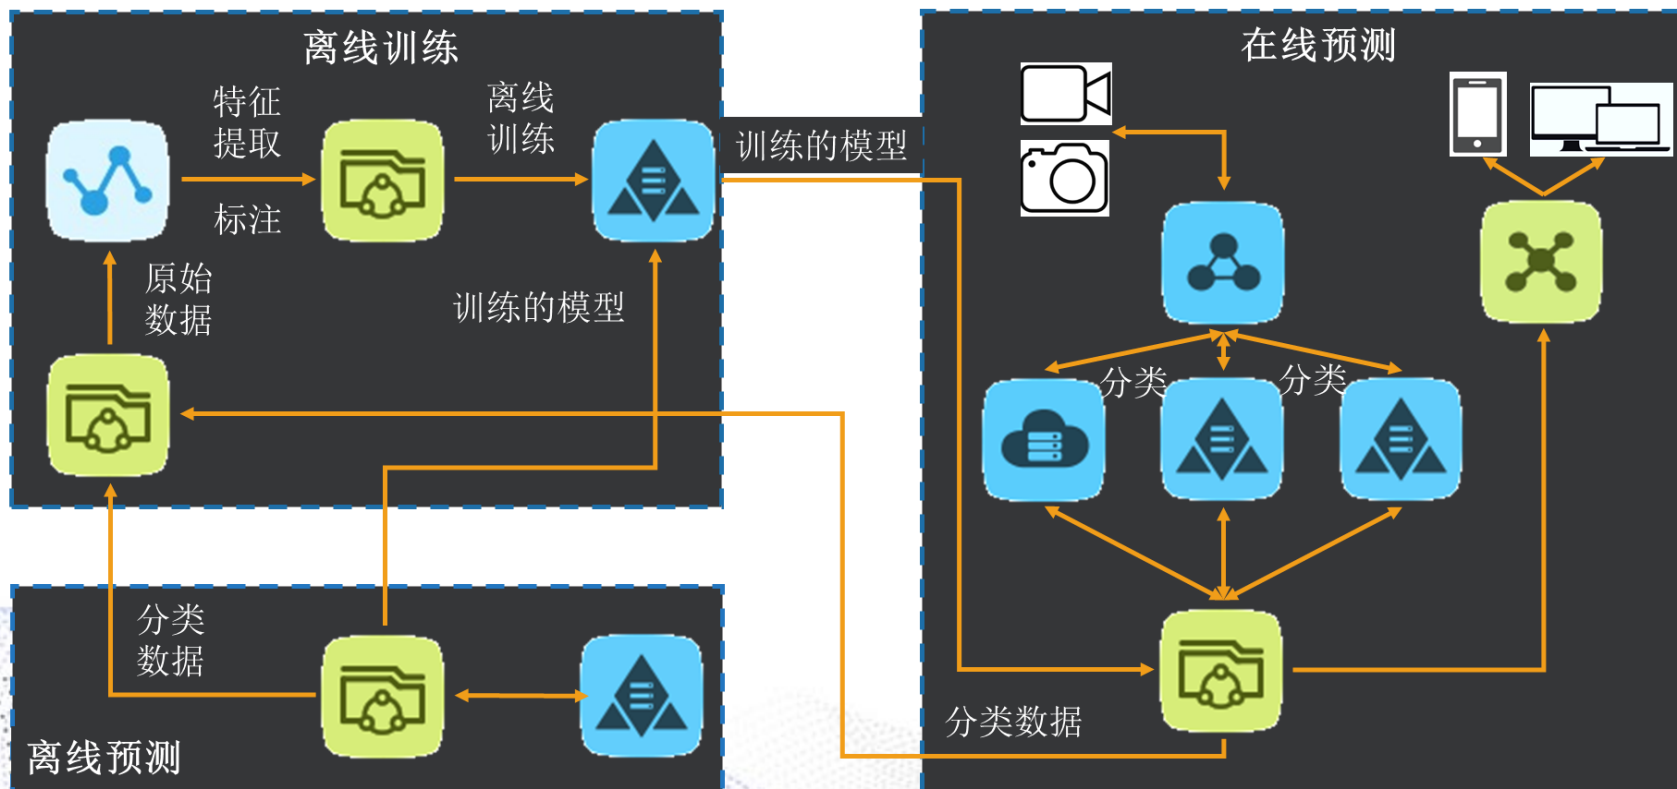 离线训练
特征
提取
标注
离线
训练
原始
数据
训练的模型
训练的模型
在线预测
分类
分类
分类数据
分类
数据
离线预测